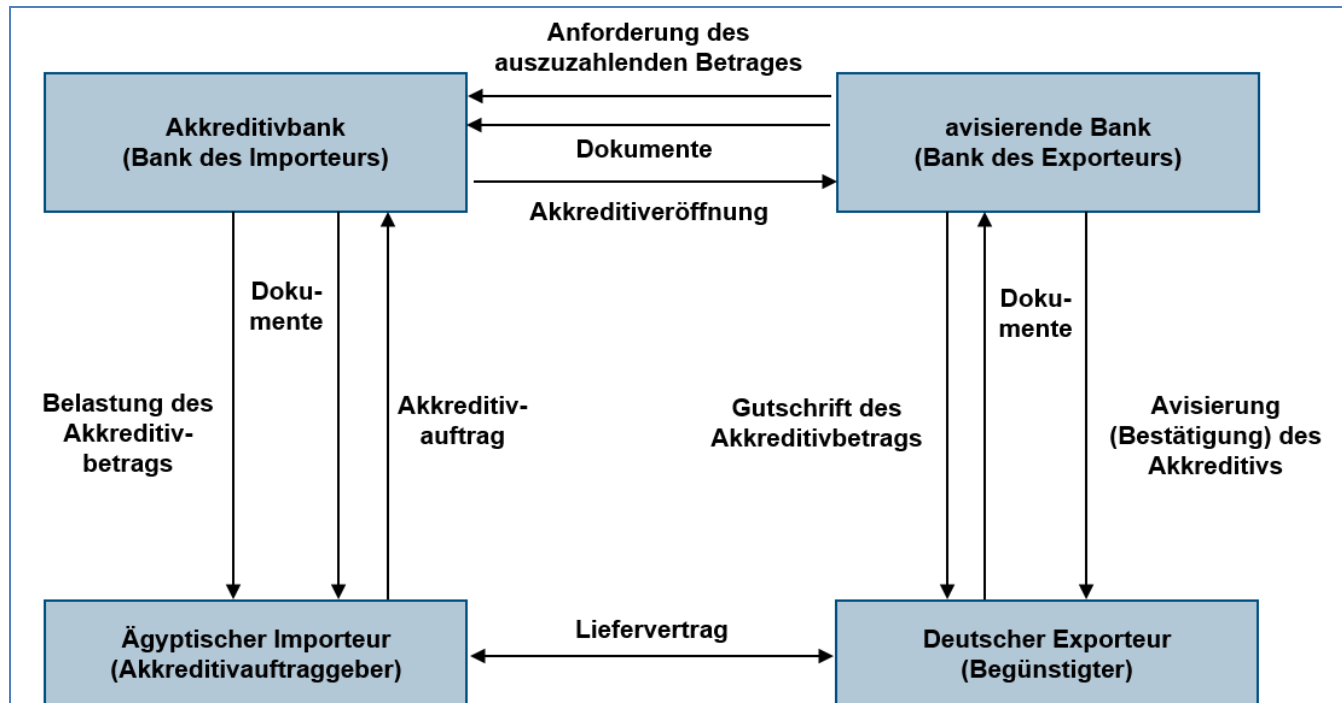 Anforderung des
auszuzahlenden Betrages
Akkreditivbank
(Bank des Importeurs)
avisierende Bank
(Bank des Exporteurs)
Dokumente
Akkreditiveröffnung
Doku-
mente
Doku-
mente
Belastung des
Akkreditiv-
betrags
Akkreditiv-
auftrag
Gutschrift des
Akkreditivbetrags
Avisierung
(Bestätigung) des
Akkreditivs
Ägyptischer Importeur
(Akkreditivauftraggeber)
Liefervertrag
Deutscher Exporteur
(Begünstigter)